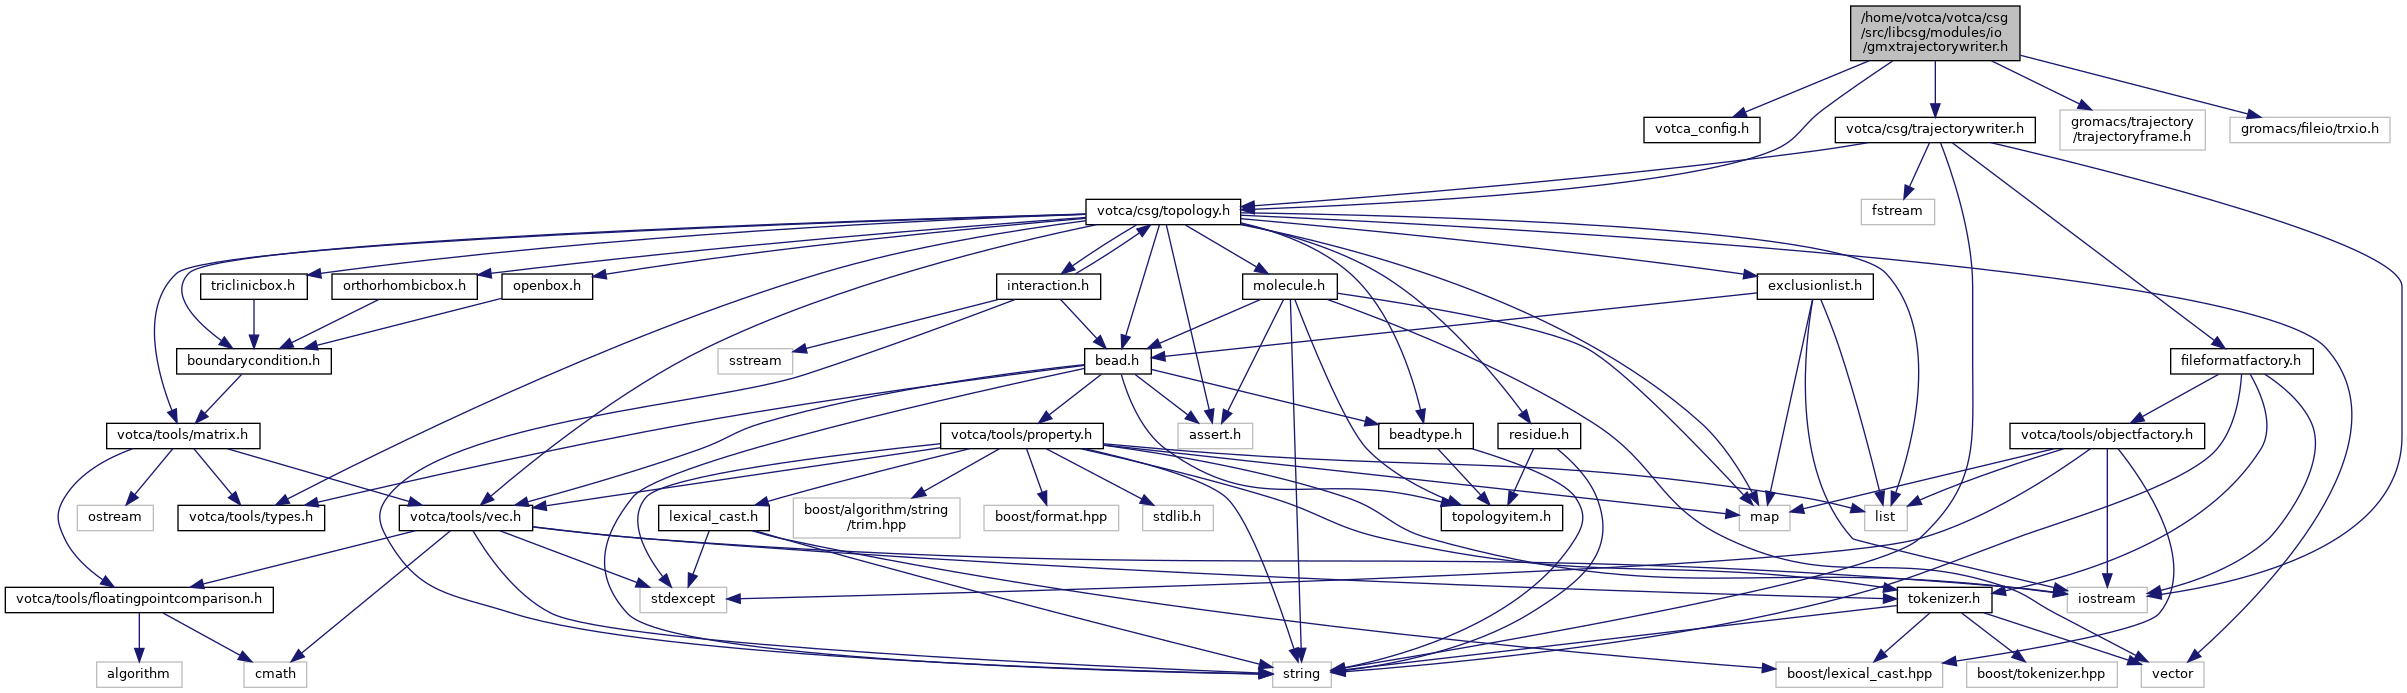 /home/votca/votca/csg
/src/libcsg/modules/io
/gmxtrajectorywriter.h
votca_config.h
votca/csg/trajectorywriter.h
gromacs/trajectory
/trajectoryframe.h
gromacs/fileio/trxio.h
votca/csg/topology.h
fstream
triclinicbox.h
orthorhombicbox.h
openbox.h
interaction.h
molecule.h
exclusionlist.h
boundarycondition.h
sstream
bead.h
fileformatfactory.h
votca/tools/matrix.h
votca/tools/property.h
assert.h
beadtype.h
residue.h
votca/tools/objectfactory.h
ostream
votca/tools/types.h
votca/tools/vec.h
lexical_cast.h
boost/algorithm/string
/trim.hpp
boost/format.hpp
stdlib.h
topologyitem.h
map
list
votca/tools/floatingpointcomparison.h
stdexcept
tokenizer.h
iostream
algorithm
cmath
string
boost/lexical_cast.hpp
boost/tokenizer.hpp
vector